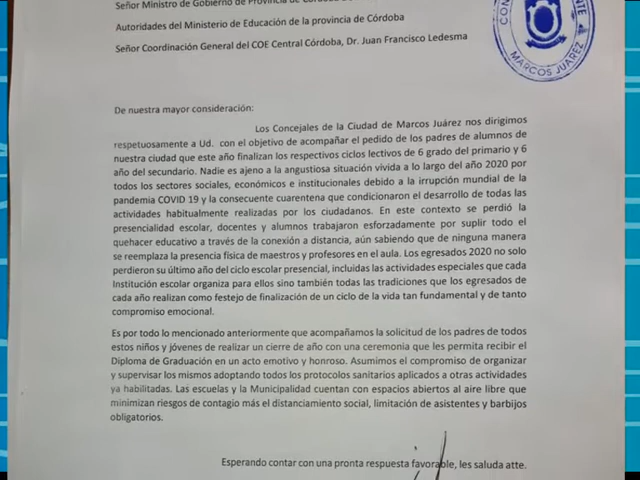 Señor Ministro de Gobierno de Provincia de Córdoba
Autoridades del Ministerio de Educación de la provincia de Córdoba
Señor Coordinación General del COE Central Córdoba, Dr. Juan Francisco Ledesma
MARCOS JUÁREZ
De nuestra mayor consideración:
Los Concejales de la Ciudad de Marcos Juárez nos dirigimos
respetuosamente a Ud. con el objetivo de acompañar el pedido de los padres de alumnos de
nuestra ciudad que este año finalizan los respectivos ciclos lectivos de 6 grado del primario y 6
año del secundario. Nadie es ajeno a la angustiosa situación vivida a lo largo del año 2020 por
todos los sectores sociales, económicos e institucionales debido a la irrupción mundial de la
pandemia COVID 19 y la consecuente cuarentena que condicionaron el desarrollo de todas las
actividades habitualmente realizadas por los ciudadanos. En este contexto se perdió la
presencialidad escolar, docentes y alumnos trabajaron esforzadamente por suplir todo el
quehacer educativo a través de la conexión a distancia, aún sabiendo que de ninguna manera
se reemplaza la presencia física de maestros y profesores en el aula. Los egresados 2020 no solo
perdieron su último año del ciclo escolar presencial, incluidas las actividades especiales que cada
Institución escolar organiza para ellos sino también todas las tradiciones que los egresados de
cada año realizan como festejo de finalización de un ciclo de la vida tan fundamental y de tanto
compromiso emocional.
Es por todo lo mencionado anteriormente que acompañamos la solicitud de los padres de todos
estos niños y jóvenes de realizar un cierre de año con una ceremonia que les permita recibir el
Diploma de Graduación en un acto emotivo y honroso. Asumimos el compromiso de organizar
y supervisar los mismos adoptando todos los protocolos sanitarios aplicados a otras actividades
ya habilitadas. Las escuelas y la Municipalidad cuentan con espacios abiertos al aire libre que
minimizan riesgos de contagio más el distanciamiento social, limitación de asistentes y barbijos
obligatorios.
Esperando contar con una pronta respuesta favorable, les saluda atte.